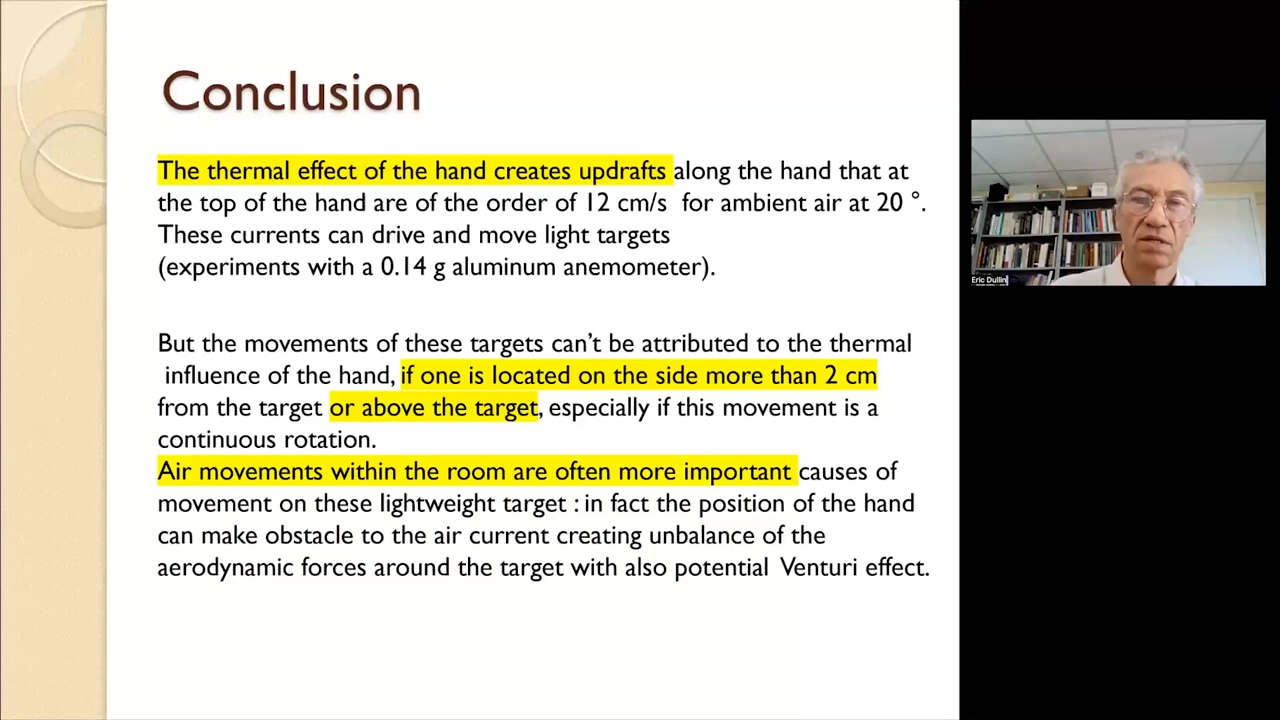 Conclusion
The thermal effect of the hand creates updrafts along the hand that at
the top of the hand are of the order of 12 cm/s for ambient air at 20 °.
These currents can drive and move light targets
(experiments with a 0.14 g aluminum anemometer).
But the movements of these targets can't be attributed to the thermal
influence of the hand, if one is located on the side more than 2 cm
from the target or above the target, especially if this movement is a
continuous rotation.
Air movements within the room are often more important causes of
movement on these lightweight target : in fact the position of the hand
can make obstacle to the air current creating unbalance of the
aerodynamic forces around the target with also potential Venturi effect.
Eric Dullin